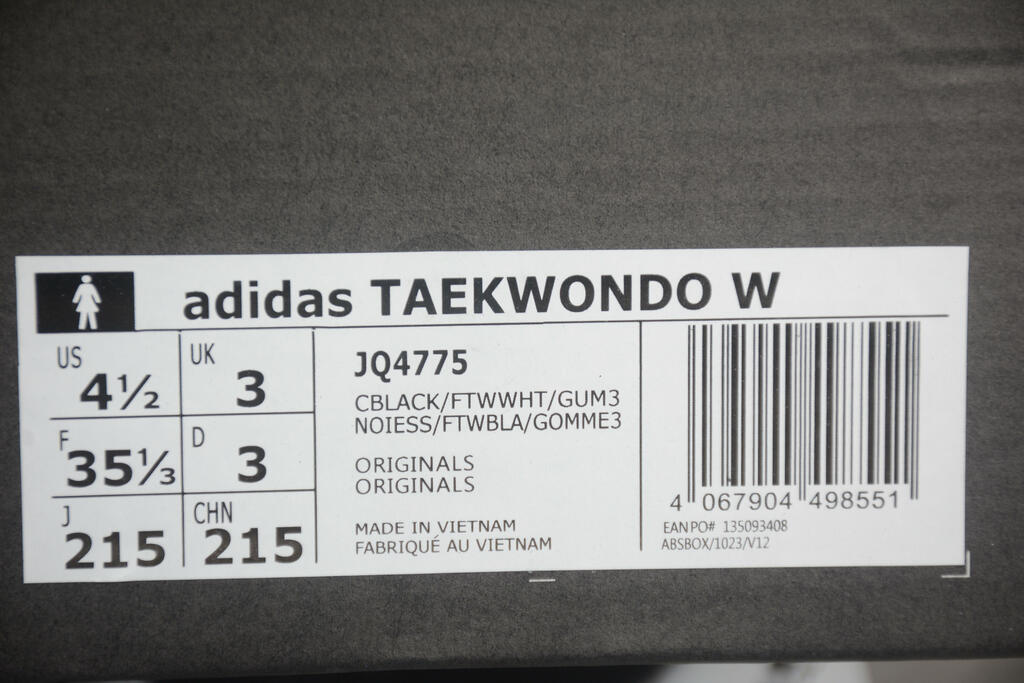 adidas TAEKWONDO W
US 4½
UK 3
F 35⅓
D 3
J 215
CHN 215
JQ4775
CBLACK/FTWWHT/GUM3
NOIESS/FTWBLA/GOMME3
ORIGINALS
ORIGINALS
MADE IN VIETNAM
FABRIQUÉ AU VIETNAM
4 067904 498551
EAN PO# 135093408
ABSBOX/1023/V12